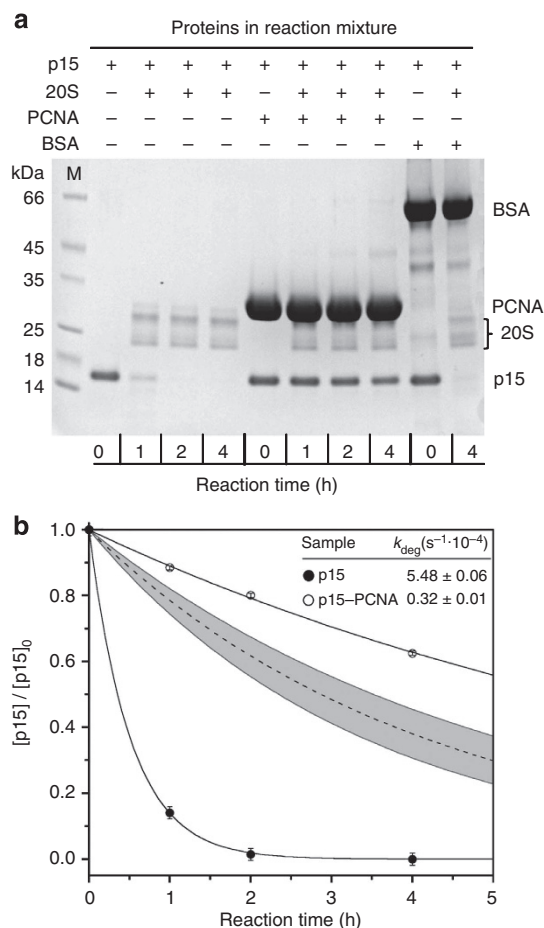 a
Proteins in reaction mixture
p15 + + + + + + + + + +
20S – + + + – + + + – +
PCNA – – – – + + + + – –
BSA – – – – – – – – + +
kDa M
66
45
35
25
18
14
BSA
PCNA
20S
p15
0 1 2 4 0 1 2 4 0 4
Reaction time (h)
b
1.0
0.8
0.6
0.4
0.2
0.0
[p15] / [p15]0
Sample kdeg(s−1·10−4)
p15 5.48 ± 0.06
p15–PCNA 0.32 ± 0.01
0 1 2 3 4 5
Reaction time (h)